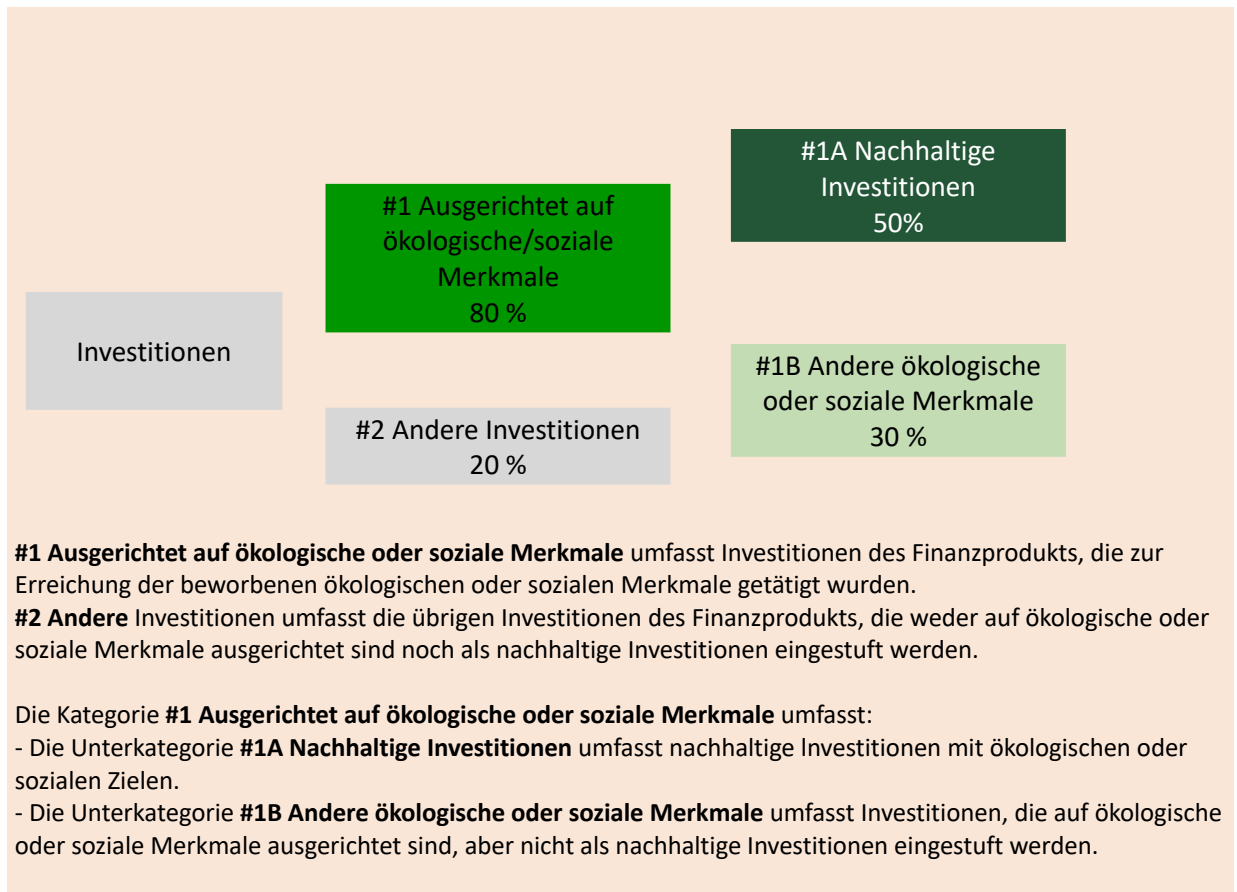 #1A Nachhaltige
Investitionen
50%
#1 Ausgerichtet auf
ökologische/soziale
Merkmale
80 %
Investitionen
#1B Andere ökologische
oder soziale Merkmale
30 %
#2 Andere Investitionen
20 %
#1 Ausgerichtet auf ökologische oder soziale Merkmale umfasst Investitionen des Finanzprodukts, die zur
Erreichung der beworbenen ökologischen oder sozialen Merkmale getätigt wurden.
#2 Andere Investitionen umfasst die übrigen Investitionen des Finanzprodukts, die weder auf ökologische oder
soziale Merkmale ausgerichtet sind noch als nachhaltige Investitionen eingestuft werden.
Die Kategorie #1 Ausgerichtet auf ökologische oder soziale Merkmale umfasst:
- Die Unterkategorie #1A Nachhaltige Investitionen umfasst nachhaltige Investitionen mit ökologischen oder
sozialen Zielen.
- Die Unterkategorie #1B Andere ökologische oder soziale Merkmale umfasst Investitionen, die auf ökologische
oder soziale Merkmale ausgerichtet sind, aber nicht als nachhaltige Investitionen eingestuft werden.